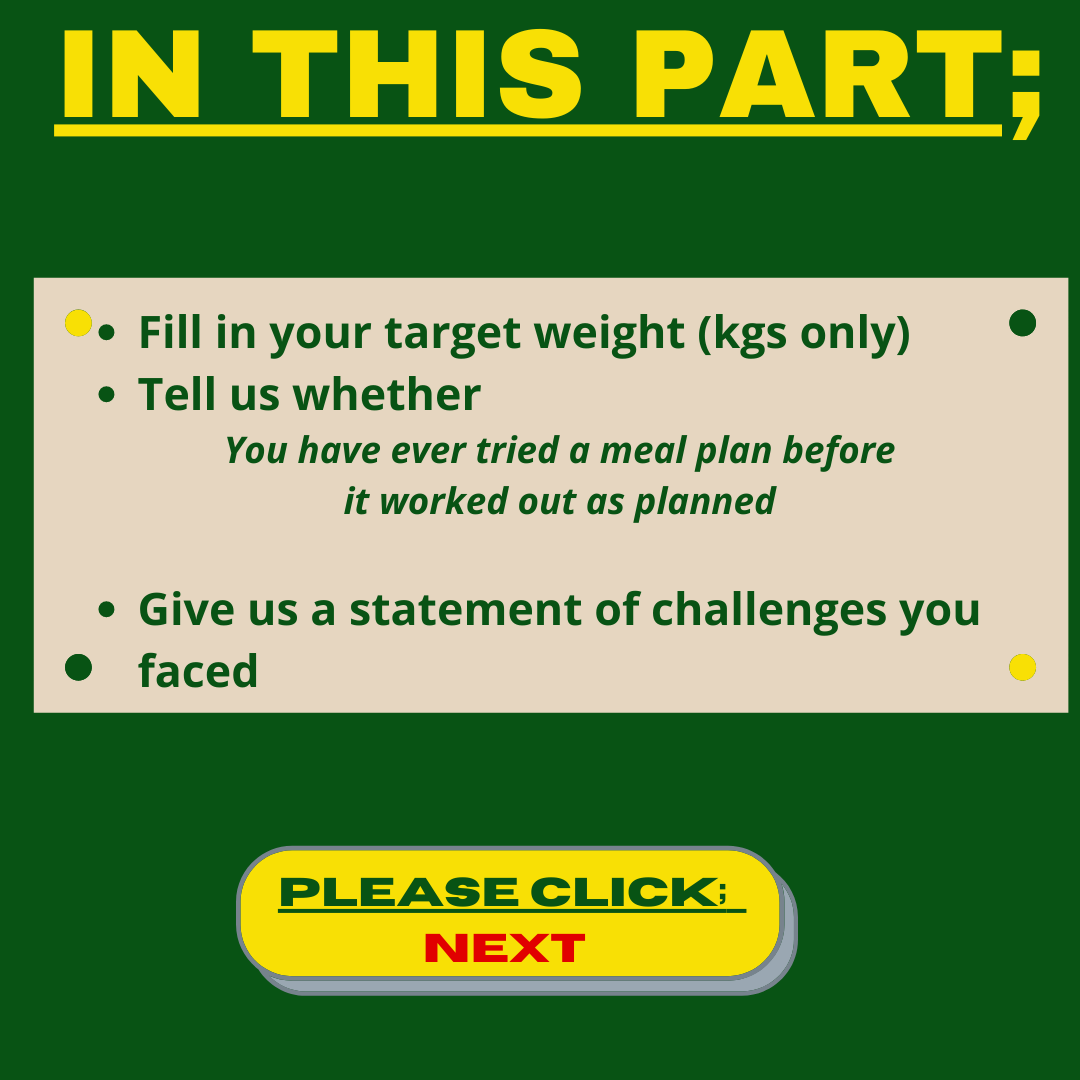 IN THIS PART;
• Fill in your target weight (kgs only)
• Tell us whether
You have ever tried a meal plan before
it worked out as planned
• Give us a statement of challenges you
faced
PLEASE CLICK;
NEXT